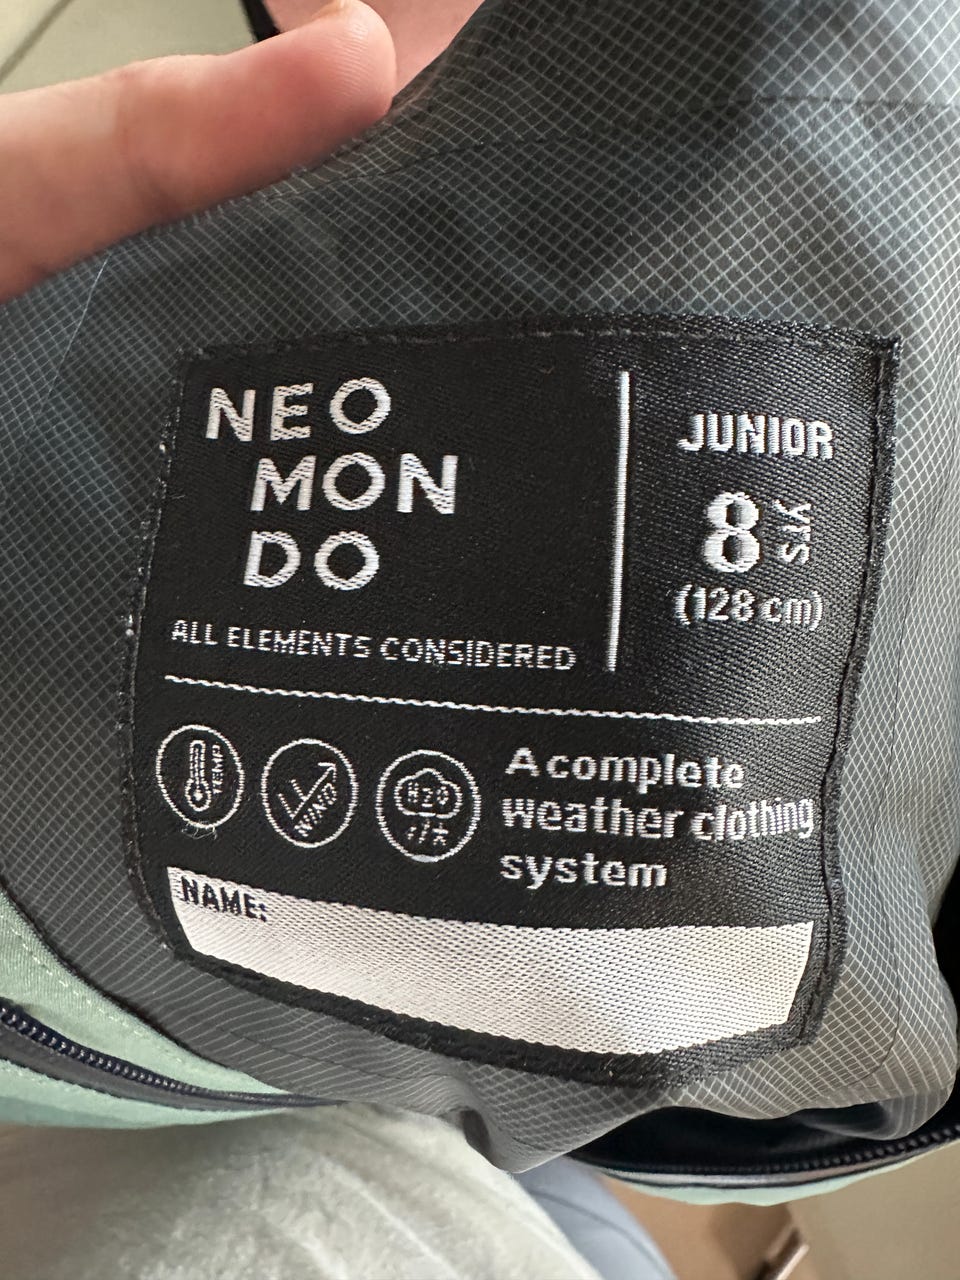 NEO
MON
DO
ALL ELEMENTS CONSIDERED
JUNIOR
8 yrs
(128 cm)
TEMP
WIND
H2O
A complete
weather clothing
system
NAME: